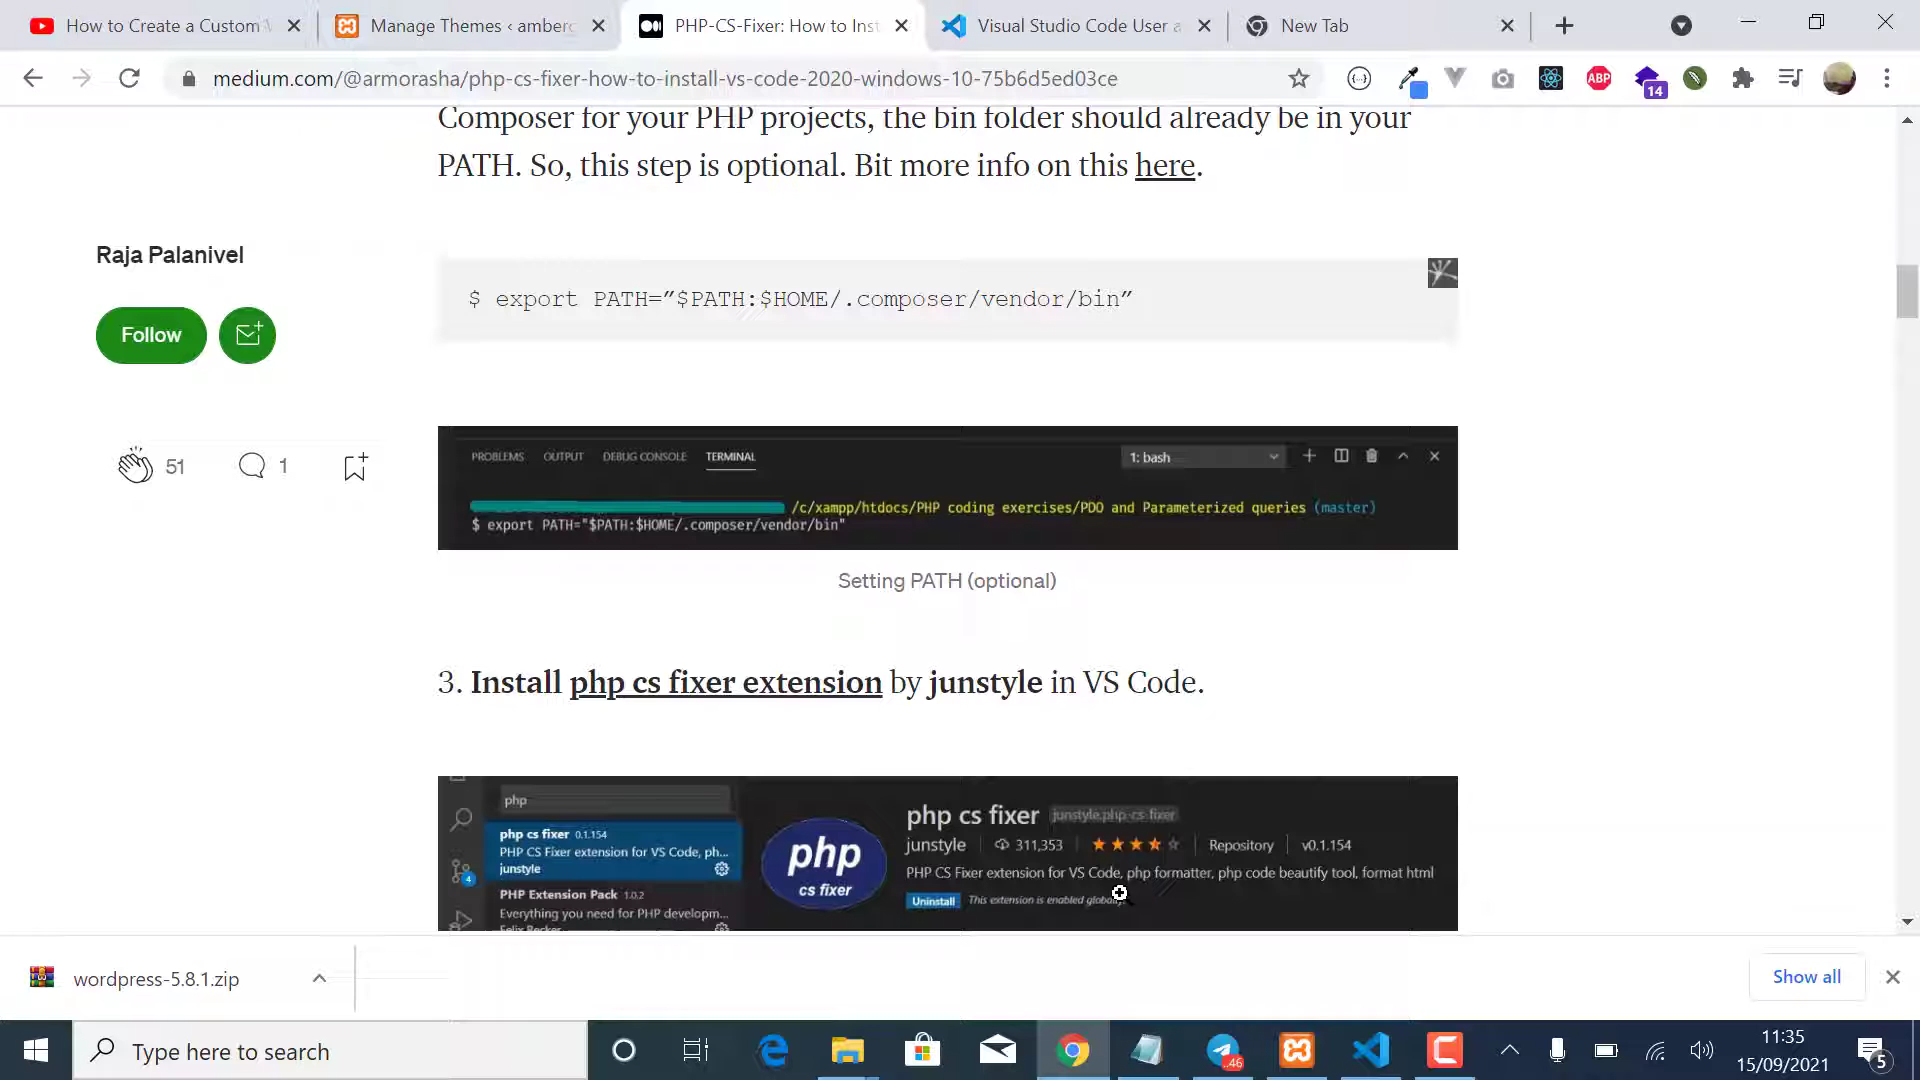 How to Create a Custom
Manage Themes ‹ amber
PHP-CS-Fixer: How to Inst
Visual Studio Code User a
New Tab
medium.com/@armorasha/php-cs-fixer-how-to-install-vs-code-2020-windows-10-75b6d5ed03ce
ABP
14
Composer for your PHP projects, the bin folder should already be in your
PATH. So, this step is optional. Bit more info on this here.
Raja Palanivel
Follow
51
1
$ export PATH=”$PATH:$HOME/.composer/vendor/bin”
PROBLEMS OUTPUT DEBUG CONSOLE TERMINAL
1: bash
/c/xampp/htdocs/PHP coding exercises/PDO and Parameterized queries (master)
$ export PATH="$PATH:$HOME/.composer/vendor/bin"
Setting PATH (optional)
3. Install php cs fixer extension by junstyle in VS Code.
php
php cs fixer 0.1.154
PHP CS Fixer extension for VS Code, ph...
junstyle
PHP Extension Pack 1.0.2
Everything you need for PHP developm...
Felix Becker
4
php
cs fixer
php cs fixer junstyle.php-cs-fixer
junstyle 311,353 Repository v0.1.154
PHP CS Fixer extension for VS Code, php formatter, php code beautify tool, format html
Uninstall This extension is enabled globally.
wordpress-5.8.1.zip
Show all
Type here to search
46
11:35
15/09/2021
5